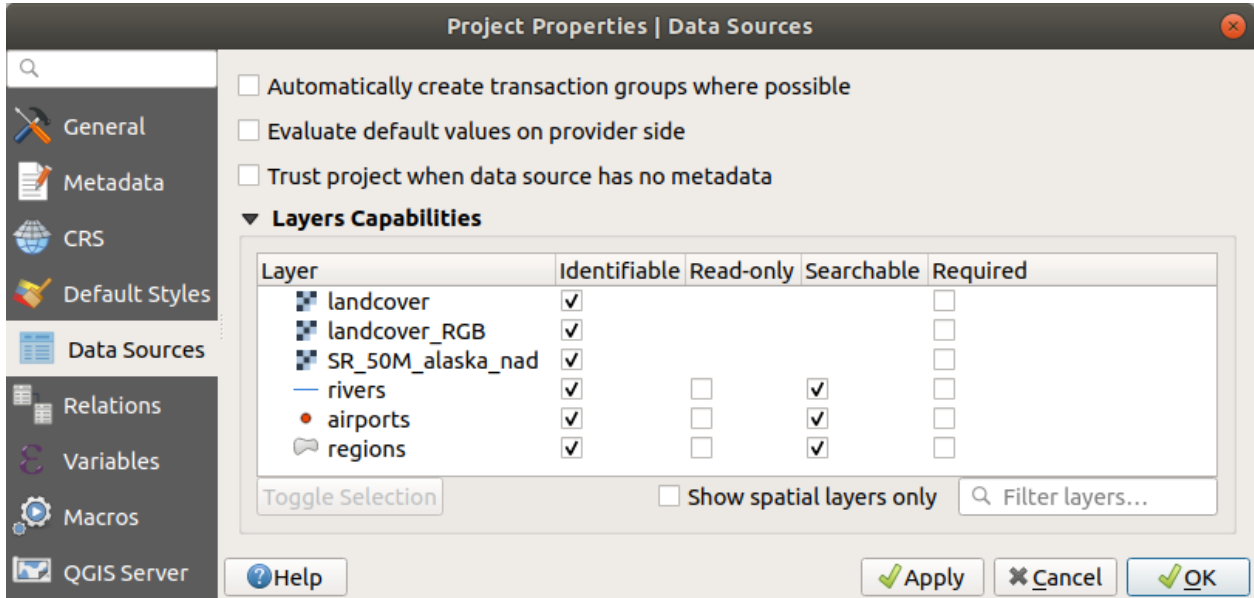 Project Properties | Data Sources
General
Metadata
CRS
Default Styles
Data Sources
Relations
Variables
Macros
QGIS Server
Automatically create transaction groups where possible
Evaluate default values on provider side
Trust project when data source has no metadata
Layers Capabilities
Layer Identifiable Read-only Searchable Required
landcover
landcover_RGB
SR_50M_alaska_nad
rivers
airports
regions
Toggle Selection Show spatial layers only Filter layers...
Help Apply Cancel OK